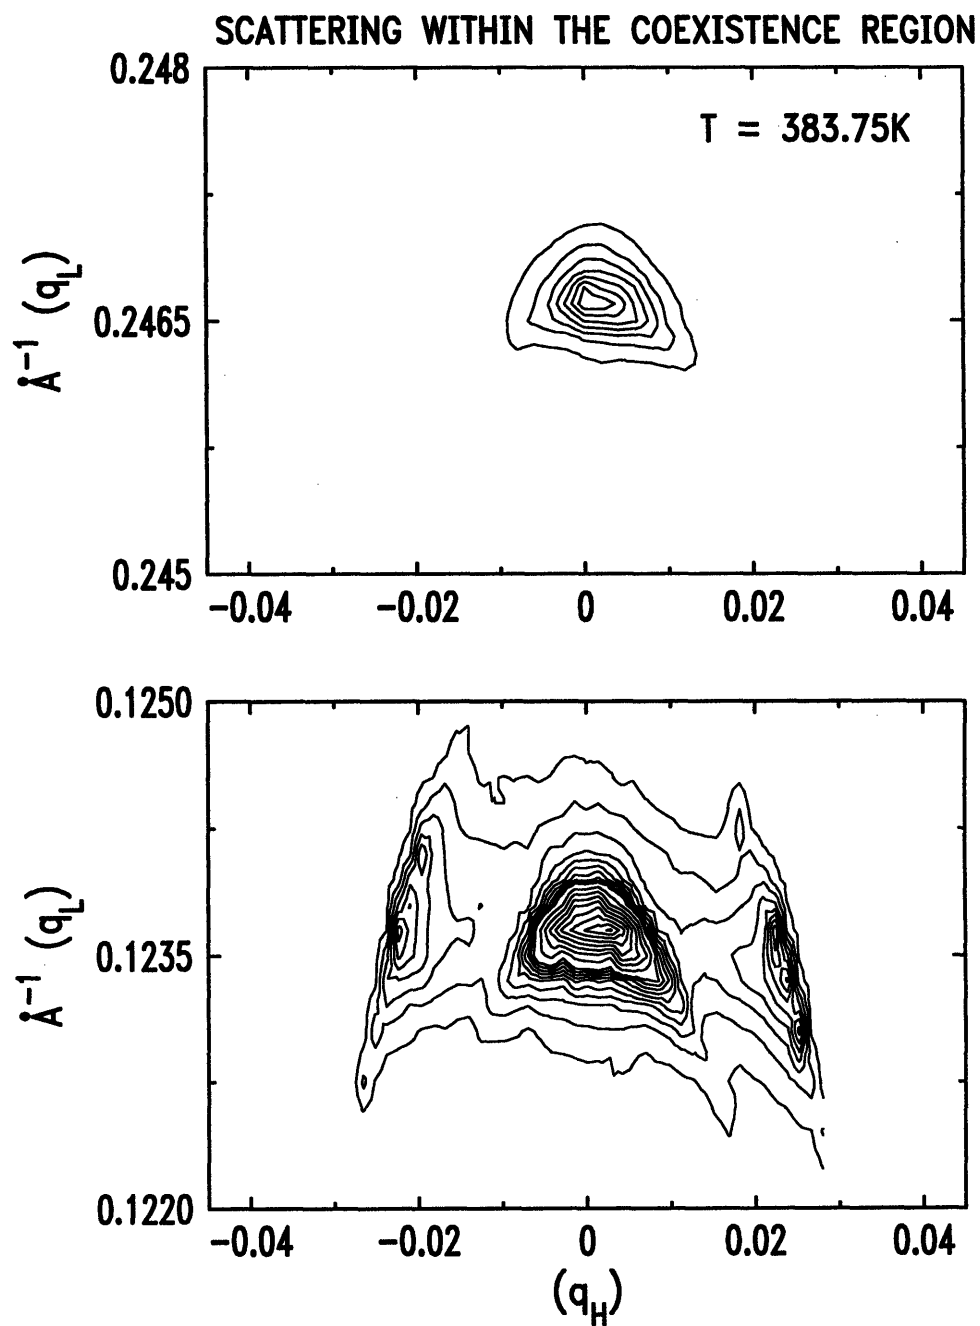 SCATTERING WITHIN THE COEXISTENCE REGION
0.248
T = 383.75K
Å⁻¹ (q_L)
0.2465
0.245
-0.04 -0.02 0 0.02 0.04
0.1250
Å⁻¹ (q_L)
0.1235
0.1220
-0.04 -0.02 0 0.02 0.04
(q_H)